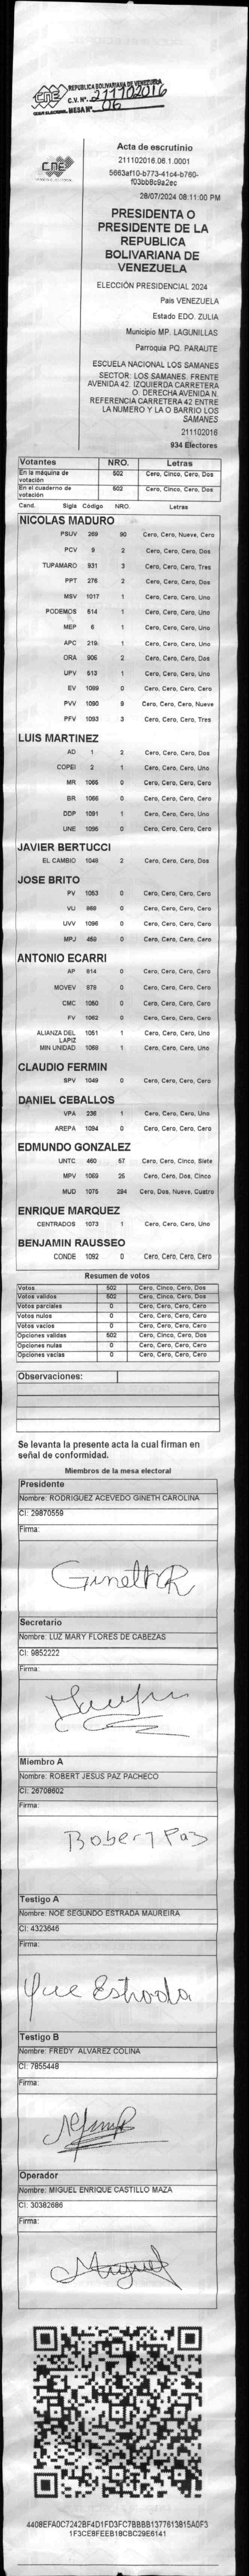 REPUBLICA BOLIVARIANA DE VENEZUELA
CNE C.V. Nº. 211102016
MESA Nº 06
CNE
Acta de escrutinio
211102016.06.1.0001
5663af10-b773-41c4-b760-
f03bb8c9a2ec
28/07/2024 08:11:00 PM
PRESIDENTA O
PRESIDENTE DE LA
REPUBLICA
BOLIVARIANA DE
VENEZUELA
ELECCIÓN PRESIDENCIAL 2024
Pais VENEZUELA
Estado EDO. ZULIA
Municipio MP. LAGUNILLAS
Parroquia PQ. PARAUTE
ESCUELA NACIONAL LOS SAMANES
SECTOR: LOS SAMANES. FRENTE
AVENIDA 42. IZQUIERDA CARRETERA
O. DERECHA AVENIDA N.
REFERENCIA CARRETERA 42 ENTRE
LA NUMERO Y LA O BARRIO LOS
SAMANES
211102016
934 Electores
Votantes NRO. Letras
En la máquina de votación 502 Cero, Cinco, Cero, Dos
En el cuaderno de votación 502 Cero, Cinco, Cero, Dos
Cand. Sigla Código NRO. Letras
NICOLAS MADURO
PSUV 269 90 Cero, Cero, Nueve, Cero
PCV 9 2 Cero, Cero, Cero, Dos
TUPAMARO 931 3 Cero, Cero, Cero, Tres
PPT 276 2 Cero, Cero, Cero, Dos
MSV 1017 1 Cero, Cero, Cero, Uno
PODEMOS 514 1 Cero, Cero, Cero, Uno
MEP 6 1 Cero, Cero, Cero, Uno
APC 219 1 Cero, Cero, Cero, Uno
ORA 906 2 Cero, Cero, Cero, Dos
UPV 613 1 Cero, Cero, Cero, Uno
EV 1089 0 Cero, Cero, Cero, Cero
PVV 1090 9 Cero, Cero, Cero, Nueve
PFV 1093 3 Cero, Cero, Cero, Tres
LUIS MARTINEZ
AD 1 2 Cero, Cero, Cero, Dos
COPEI 2 1 Cero, Cero, Cero, Uno
MR 1065 0 Cero, Cero, Cero, Cero
BR 1066 0 Cero, Cero, Cero, Cero
DDP 1091 1 Cero, Cero, Cero, Uno
UNE 1095 0 Cero, Cero, Cero, Cero
JAVIER BERTUCCI
EL CAMBIO 1048 2 Cero, Cero, Cero, Dos
JOSE BRITO
PV 1053 0 Cero, Cero, Cero, Cero
VU 868 0 Cero, Cero, Cero, Cero
UVV 1096 0 Cero, Cero, Cero, Cero
MPJ 459 0 Cero, Cero, Cero, Cero
ANTONIO ECARRI
AP 814 0 Cero, Cero, Cero, Cero
MOVEV 878 0 Cero, Cero, Cero, Cero
CMC 1050 0 Cero, Cero, Cero, Cero
FV 1062 0 Cero, Cero, Cero, Cero
ALIANZA DEL LAPIZ 1051 1 Cero, Cero, Cero, Uno
MIN UNIDAD 1068 1 Cero, Cero, Cero, Uno
CLAUDIO FERMIN
SPV 1049 0 Cero, Cero, Cero, Cero
DANIEL CEBALLOS
VPA 236 1 Cero, Cero, Cero, Uno
AREPA 1094 0 Cero, Cero, Cero, Cero
EDMUNDO GONZALEZ
UNTC 460 57 Cero, Cero, Cinco, Siete
MPV 1069 25 Cero, Cero, Dos, Cinco
MUD 1075 294 Cero, Dos, Nueve, Cuatro
ENRIQUE MARQUEZ
CENTRADOS 1073 1 Cero, Cero, Cero, Uno
BENJAMIN RAUSSEO
CONDE 1092 0 Cero, Cero, Cero, Cero
Resumen de votos
Votos 502 Cero, Cinco, Cero, Dos
Votos validos 502 Cero, Cinco, Cero, Dos
Votos parciales 0 Cero, Cero, Cero, Cero
Votos nulos 0 Cero, Cero, Cero, Cero
Votos vacios 0 Cero, Cero, Cero, Cero
Opciones validas 502 Cero, Cinco, Cero, Dos
Opciones nulas 0 Cero, Cero, Cero, Cero
Opciones vacias 0 Cero, Cero, Cero, Cero
Observaciones:
Se levanta la presente acta la cual firman en
señal de conformidad.
Miembros de la mesa electoral
Presidente
Nombre: RODRIGUEZ ACEVEDO GINETH CAROLINA
CI: 29870559
Firma:
Gineth R
Secretario
Nombre: LUZ MARY FLORES DE CABEZAS
CI: 9852222
Firma:
Miembro A
Nombre: ROBERT JESUS PAZ PACHECO
CI: 26708602
Firma:
Robert Paz
Testigo A
Nombre: NOE SEGUNDO ESTRADA MAUREIRA
CI: 4323646
Firma:
Estrada
Testigo B
Nombre: FREDY ALVAREZ COLINA
CI: 7855448
Firma:
Operador
Nombre: MIGUEL ENRIQUE CASTILLO MAZA
CI: 30382686
Firma:
Miguel
4408EFA0C7242BF4D1FD3FC7BBBB1377613815A0F3
1F3CE8FEEB18CBC29E6141